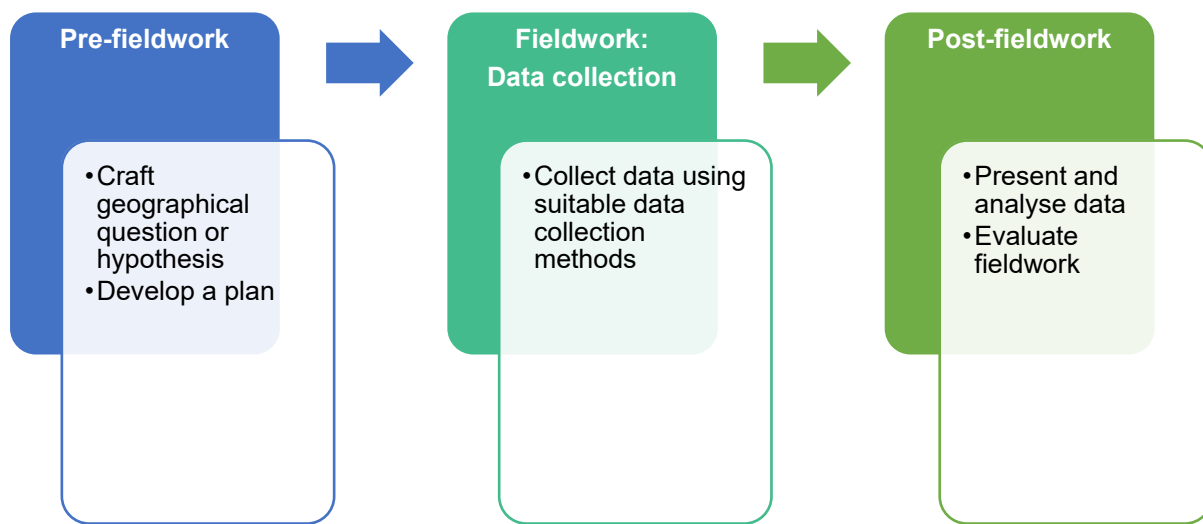 Pre-fieldwork
•Craft
geographical
question or
hypothesis
•Develop a plan
Fieldwork:
Data collection
•Collect data using
suitable data
collection
methods
Post-fieldwork
•Present and
analyse data
•Evaluate
fieldwork